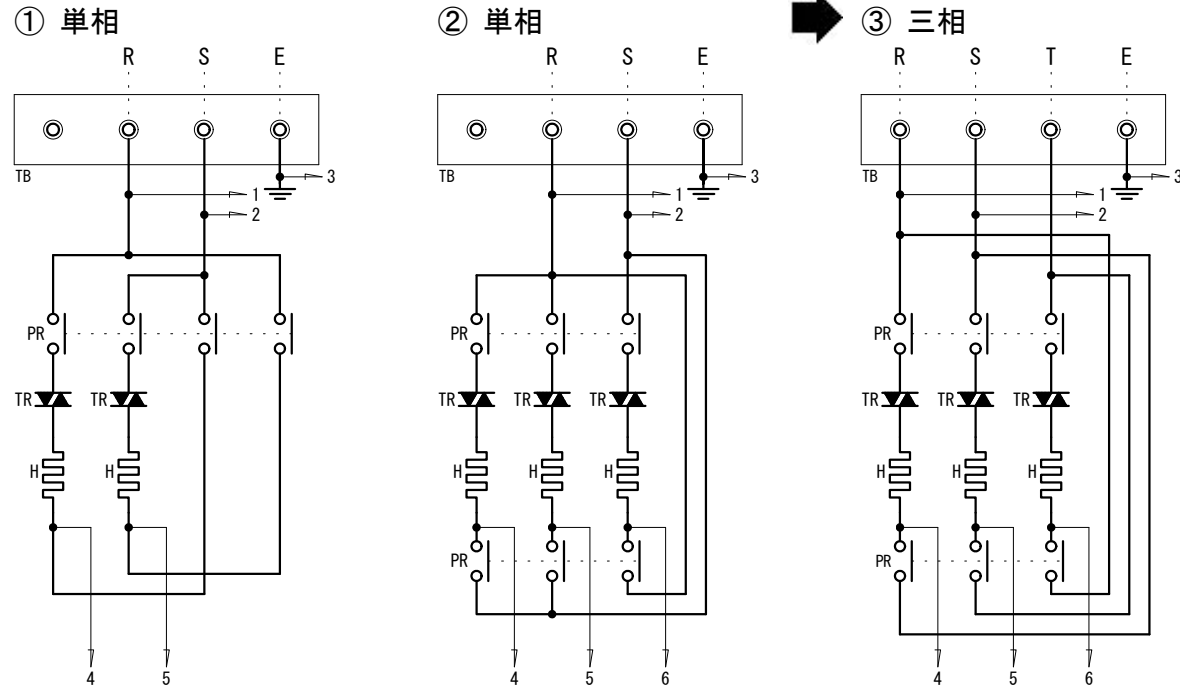 ① 単相
R S E
TB
3
1
2
PR
TR TR
H H
4 5
② 単相
R S E
TB
3
1
2
PR
TR TR TR
H H H
PR
4 5 6
③ 三相
R S T E
TB
3
1
2
PR
TR TR TR
H H H
PR
4 5 6